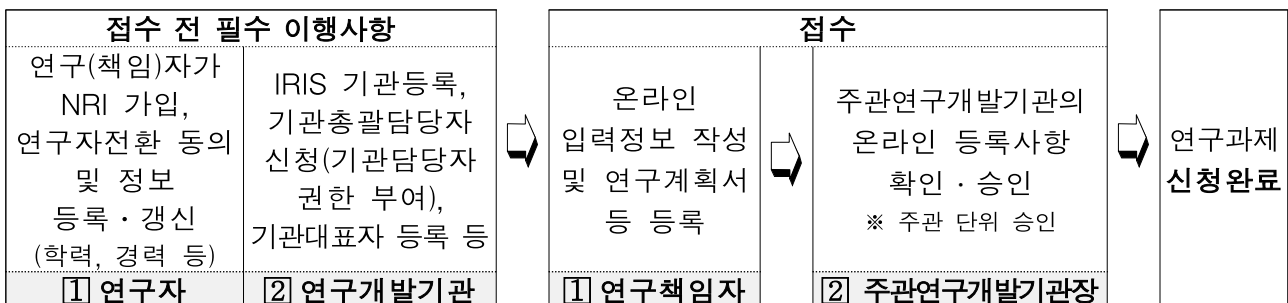 접수 전 필수 이행사항
연구(책임)자가
NRI 가입,
연구자전환 동의
및 정보
등록·갱신
(학력, 경력 등)
1 연구자
IRIS 기관등록,
기관총괄담당자
신청(기관담당자
권한 부여),
기관대표자 등록 등
2 연구개발기관
접수
온라인
입력정보 작성
및 연구계획서
등 등록
1 연구책임자
주관연구개발기관의
온라인 등록사항
확인·승인
※ 주관 단위 승인
2 주관연구개발기관장
연구과제
신청완료